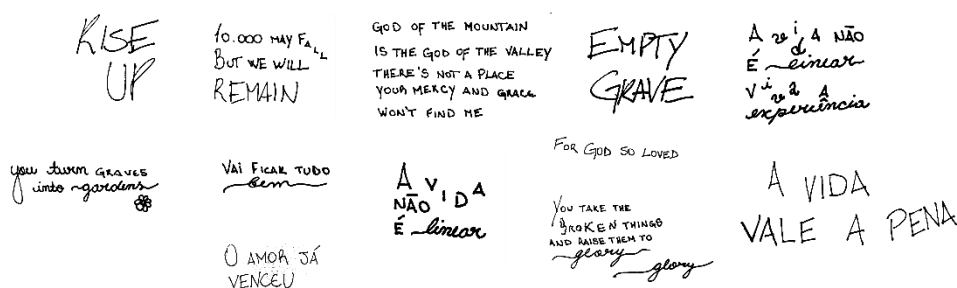 RISE
UP
10.000 MAY FALL
BUT WE WILL
REMAIN
GOD OF THE MOUNTAIN
IS THE GOD OF THE VALLEY
THERE'S NOT A PLACE
YOUR MERCY AND GRACE
WON'T FIND ME
EMPTY
GRAVE
A vidA NÃO
É linear
Viva A
experiência
you turn GRAVES
into gardens
VAI FICAR TUDO
bem
A VIDA
NÃO
É linear
FOR GOD SO LOVED
YOU TAKE THE
BROKEN THINGS
AND RAISE THEM TO
glory
glory
A VIDA
VALE A PENA
O AMOR JÁ
VENCEU